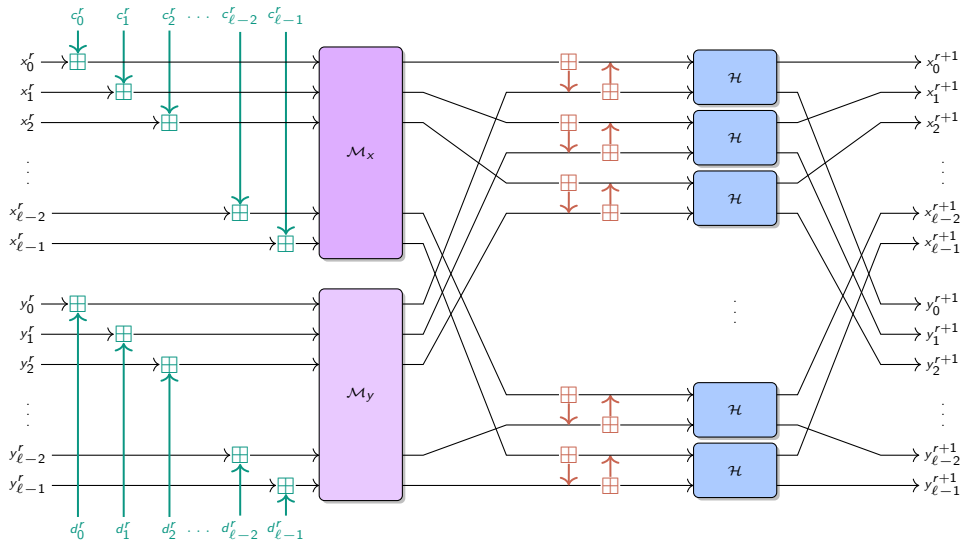 c_0^r c_1^r c_2^r · · · c_{ℓ−2}^r c_{ℓ−1}^r
x_0^r ℋ x_0^{r+1}
x_1^r x_1^{r+1}
x_2^r ℳ_x ℋ x_2^{r+1}
⋮ ℋ ⋮
x_{ℓ−2}^r x_{ℓ−2}^{r+1}
x_{ℓ−1}^r x_{ℓ−1}^{r+1}
y_0^r ⋮ y_0^{r+1}
y_1^r y_1^{r+1}
y_2^r y_2^{r+1}
⋮ ℳ_y ℋ ⋮
y_{ℓ−2}^r ℋ y_{ℓ−2}^{r+1}
y_{ℓ−1}^r y_{ℓ−1}^{r+1}
d_0^r d_1^r d_2^r · · · d_{ℓ−2}^r d_{ℓ−1}^r